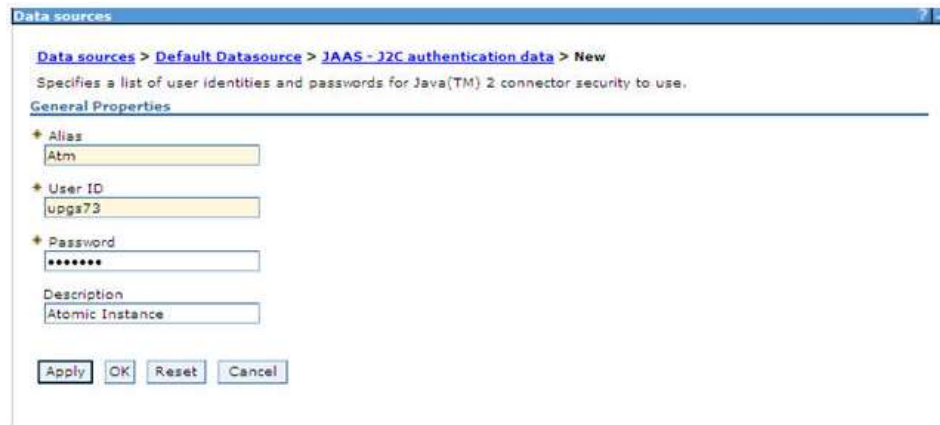 Data sources
?
Data sources > Default Datasource > JAAS - J2C authentication data > New
Specifies a list of user identities and passwords for Java(TM) 2 connector security to use.
General Properties
Alias
Atm
User ID
upgs73
Password
•••••••
Description
Atomic Instance
Apply OK Reset Cancel